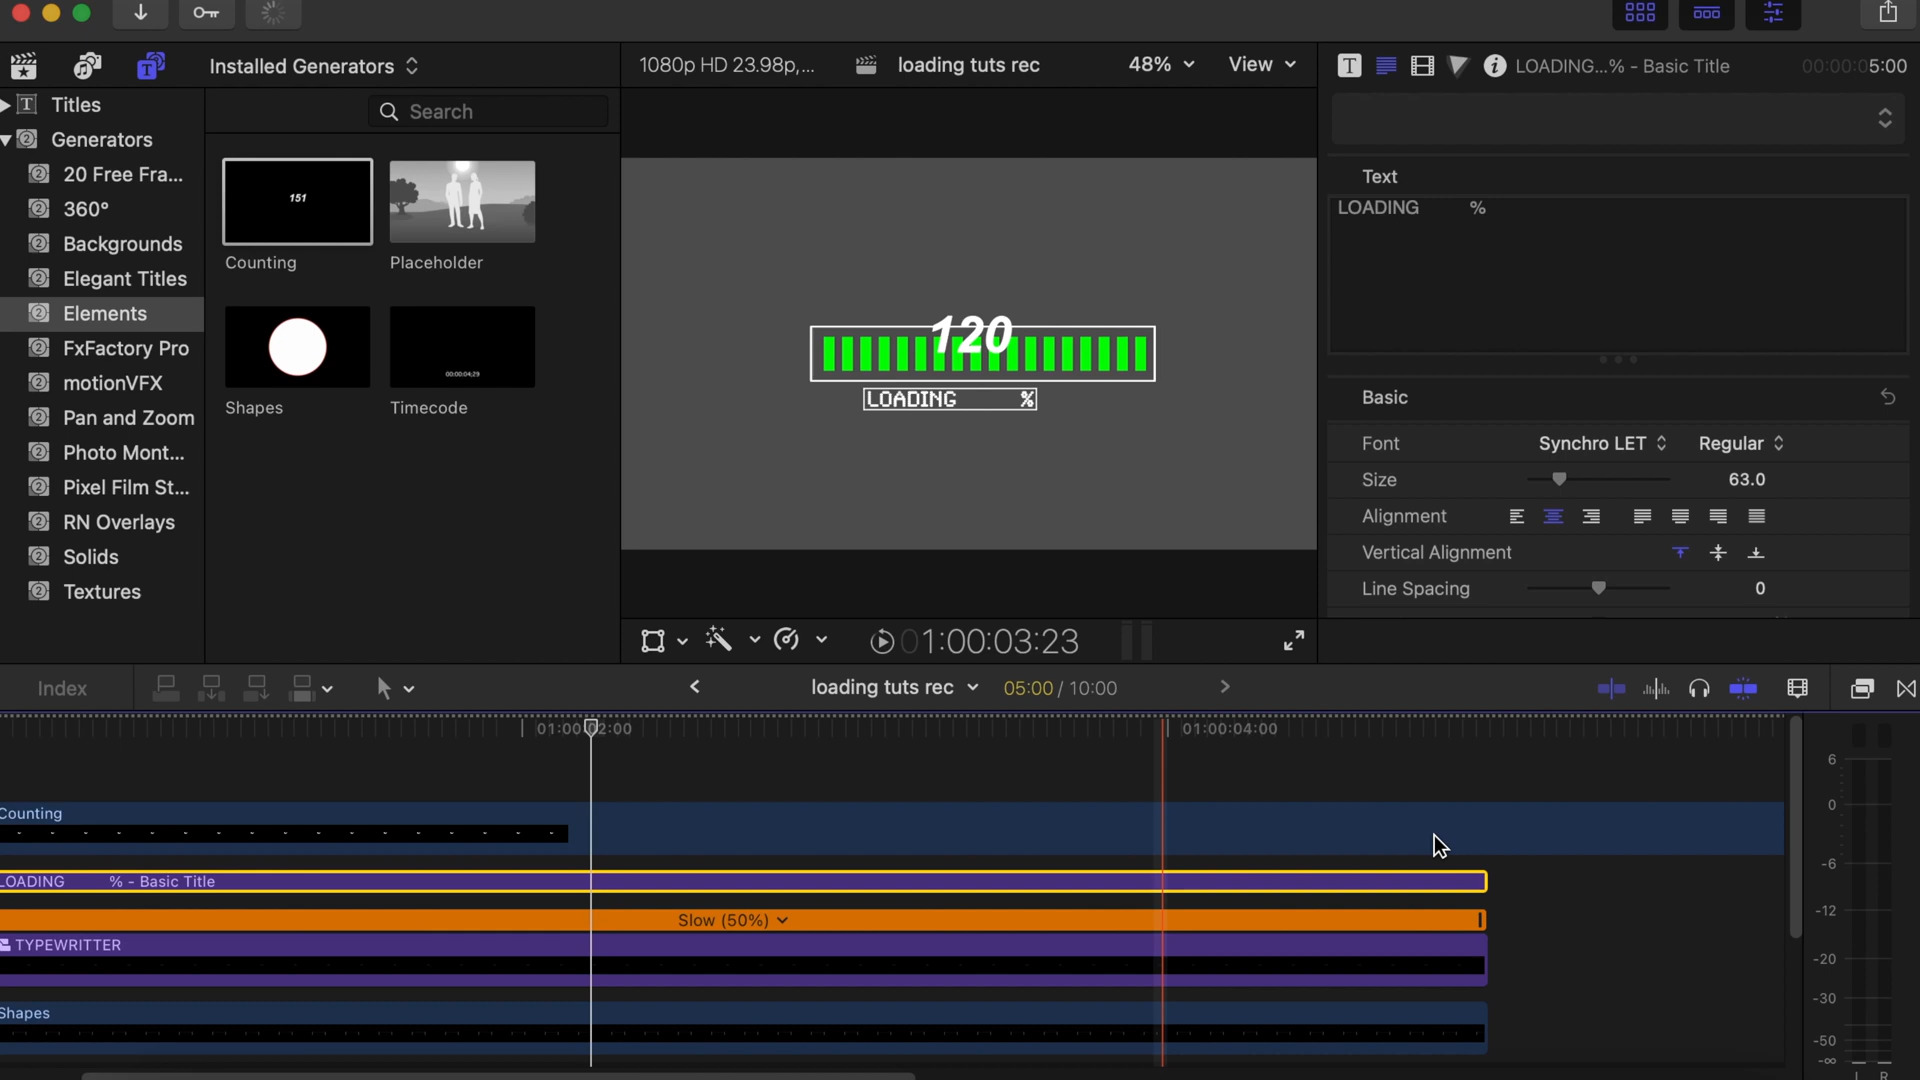 Installed Generators
1080p HD 23.98p,...
loading tuts rec
48%
View
LOADING...% - Basic Title
00:00:05:00
Titles
Generators
20 Free Fra...
360°
Backgrounds
Elegant Titles
Elements
FxFactory Pro
motionVFX
Pan and Zoom
Photo Mont...
Pixel Film St...
RN Overlays
Solids
Textures
Search
151
Counting
Placeholder
Shapes
00:00:04;29
Timecode
120
LOADING %
Text
LOADING %
Basic
Font
Synchro LET
Regular
Size
63.0
Alignment
Vertical Alignment
Line Spacing
0
01:00:03:23
Index
loading tuts rec
05:00 / 10:00
01:00:02:00
01:00:04:00
Counting
LOADING % - Basic Title
Slow (50%)
TYPEWRITTER
Shapes
6
0
-6
-12
-20
-30
-50
-∞
L R